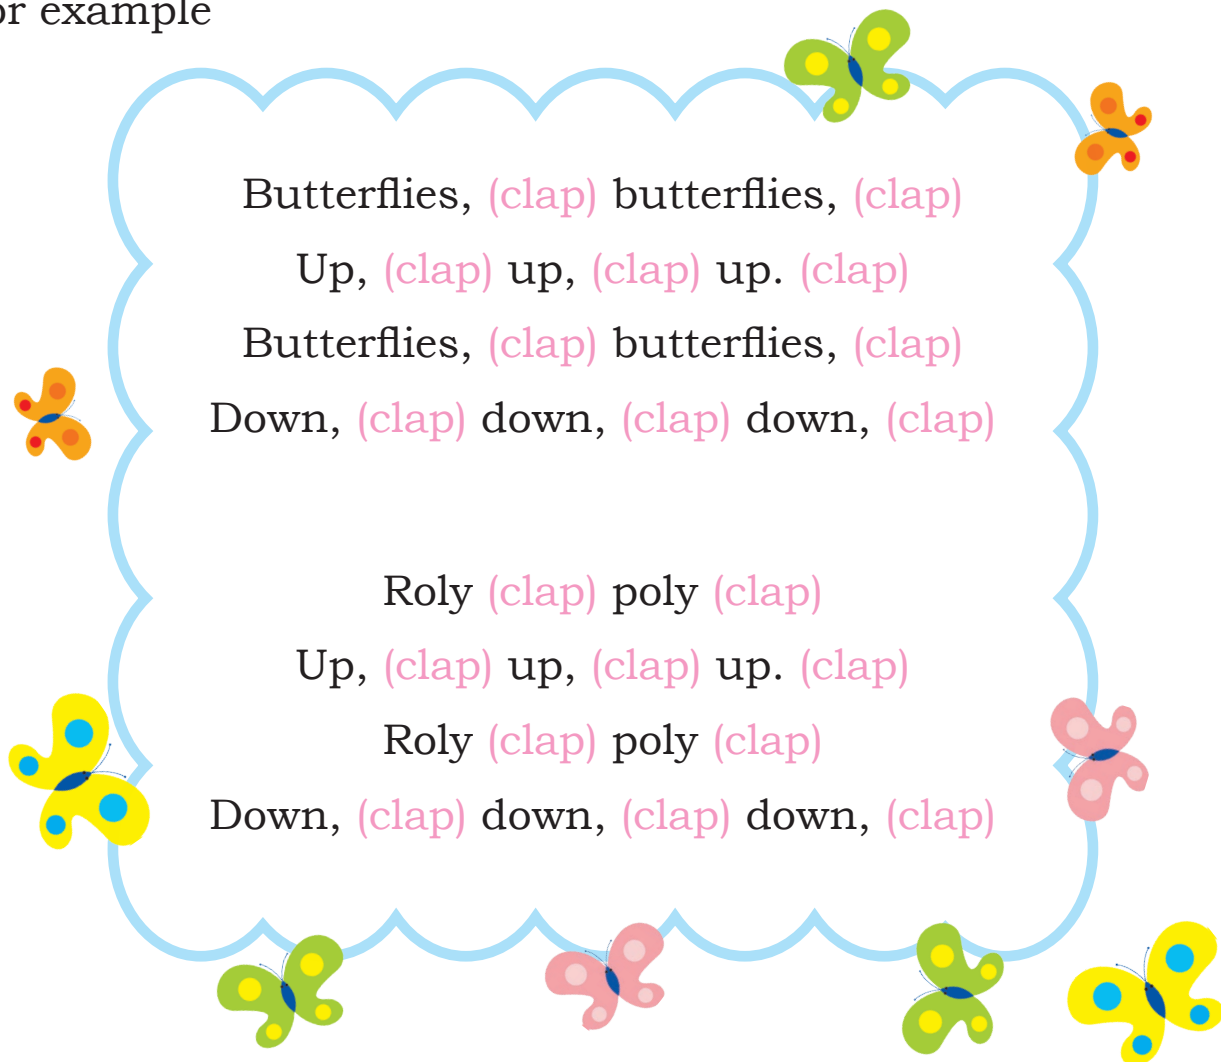 or example
Butterflies, (clap) butterflies, (clap)
Up, (clap) up, (clap) up. (clap)
Butterflies, (clap) butterflies, (clap)
Down, (clap) down, (clap) down, (clap)
Roly (clap) poly (clap)
Up, (clap) up, (clap) up. (clap)
Roly (clap) poly (clap)
Down, (clap) down, (clap) down, (clap)